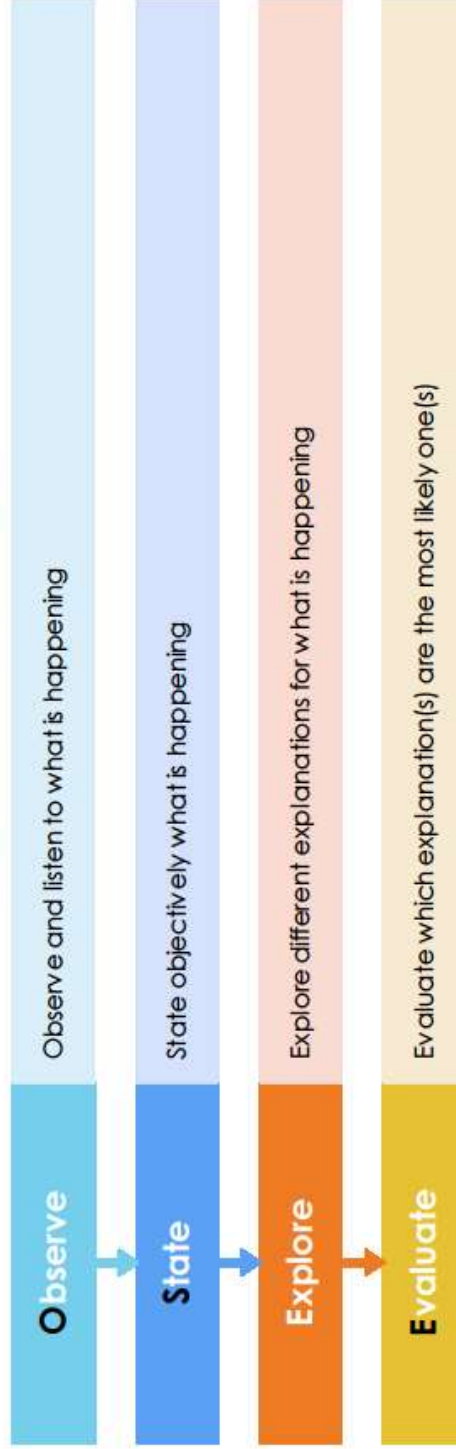 Observe
Observe and listen to what is happening
State
State objectively what is happening
Explore
Explore different explanations for what is happening
Evaluate
Evaluate which explanation(s) are the most likely one(s)